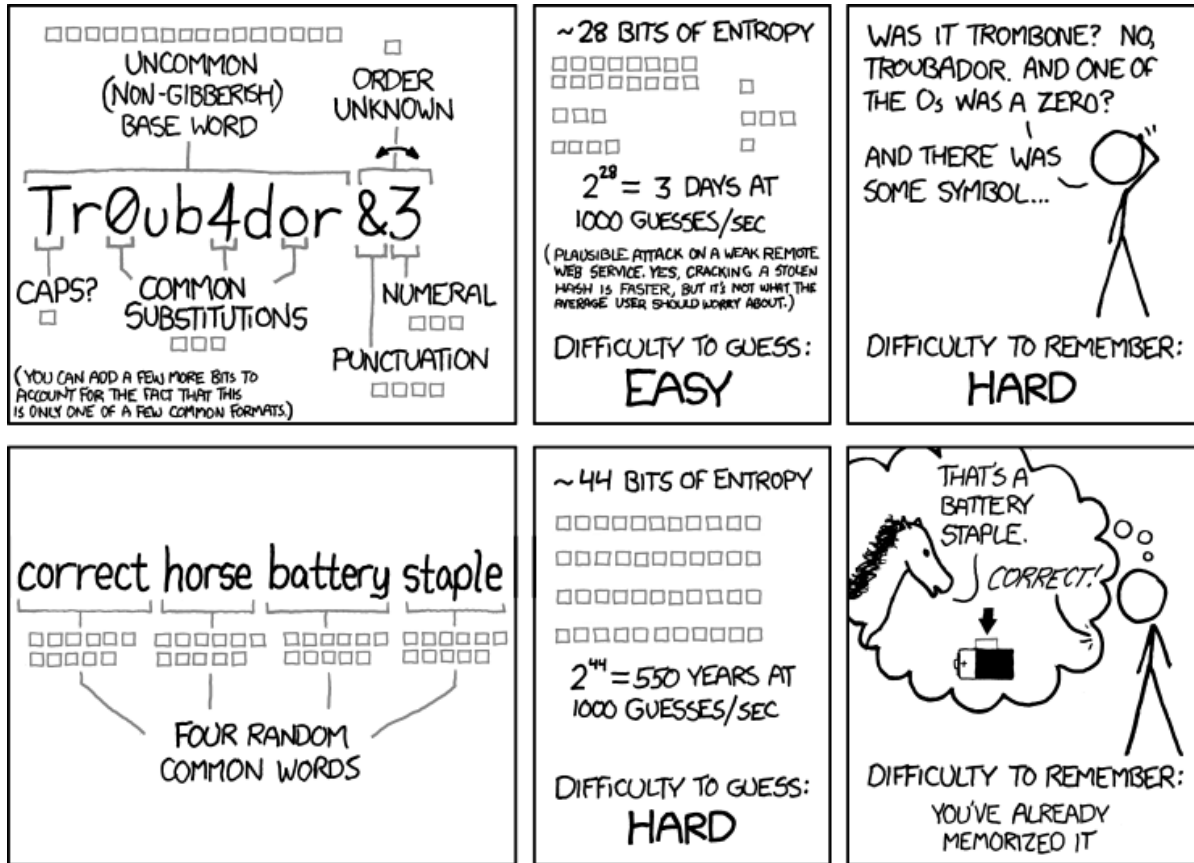 UNCOMMON
(NON-GIBBERISH)
BASE WORD
ORDER
UNKNOWN
Tr0ub4dor &3
CAPS?
COMMON
SUBSTITUTIONS
NUMERAL
PUNCTUATION
(YOU CAN ADD A FEW MORE BITS TO
ACCOUNT FOR THE FACT THAT THIS
IS ONLY ONE OF A FEW COMMON FORMATS.)
~28 BITS OF ENTROPY
2^28 = 3 DAYS AT
1000 GUESSES/SEC
(PLAUSIBLE ATTACK ON A WEAK REMOTE
WEB SERVICE. YES, CRACKING A STOLEN
HASH IS FASTER, BUT IT'S NOT WHAT THE
AVERAGE USER SHOULD WORRY ABOUT.)
DIFFICULTY TO GUESS:
EASY
WAS IT TROMBONE? NO,
TROUBADOR. AND ONE OF
THE Os WAS A ZERO?
AND THERE WAS
SOME SYMBOL...
DIFFICULTY TO REMEMBER:
HARD
correct horse battery staple
FOUR RANDOM
COMMON WORDS
~44 BITS OF ENTROPY
2^44 = 550 YEARS AT
1000 GUESSES/SEC
DIFFICULTY TO GUESS:
HARD
THAT'S A
BATTERY
STAPLE.
CORRECT!
+
DIFFICULTY TO REMEMBER:
YOU'VE ALREADY
MEMORIZED IT